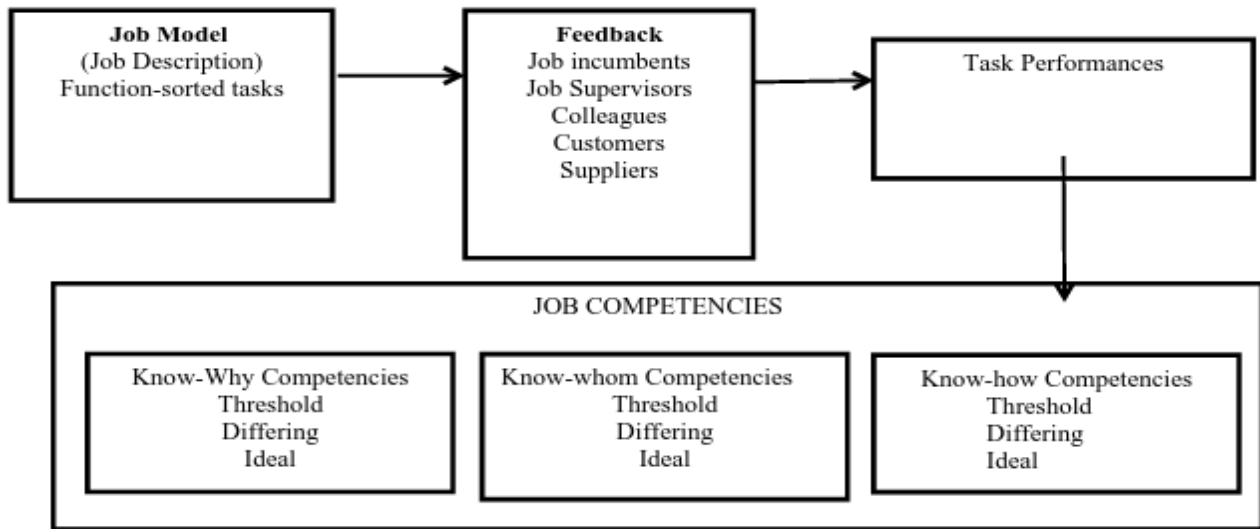 Job Model
(Job Description)
Function-sorted tasks
Feedback
Job incumbents
Job Supervisors
Colleagues
Customers
Suppliers
Task Performances
JOB COMPETENCIES
Know-Why Competencies
Threshold
Differing
Ideal
Know-whom Competencies
Threshold
Differing
Ideal
Know-how Competencies
Threshold
Differing
Ideal